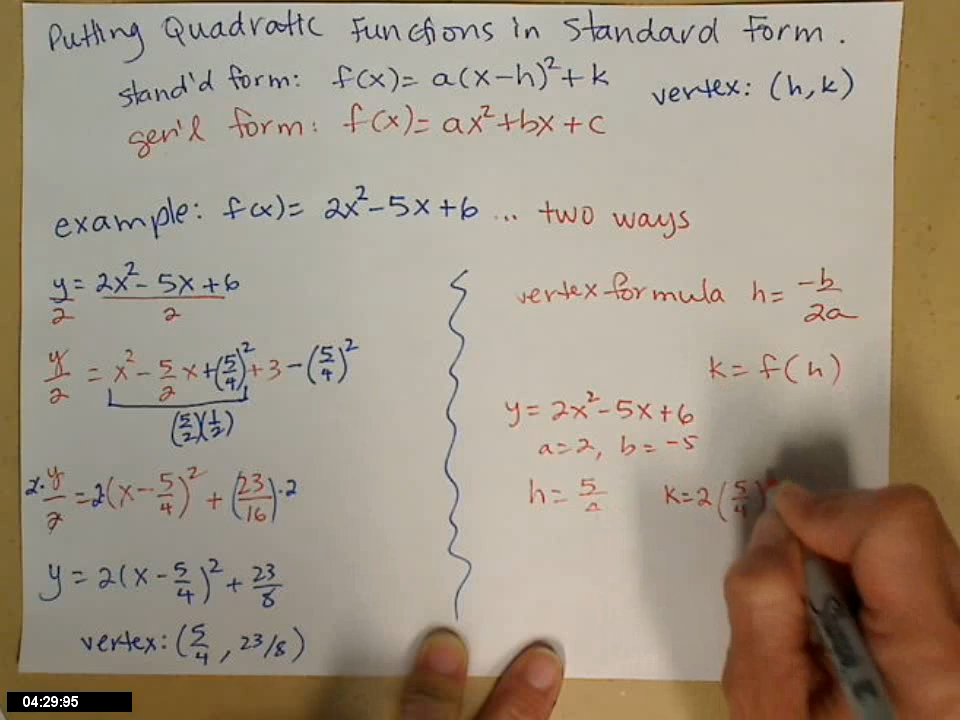 Putting Quadratic Functions in Standard Form.
stand'd form: f(x) = a(x-h)² + k
vertex: (h, k)
gen'l form: f(x) = ax² + bx + c
example: f(x) = 2x² - 5x + 6 ... two ways
y/2 = 2x² - 5x + 6 / 2
y/2 = x² - 5/2 x + (5/4)² + 3 - (5/4)²
(5/2)(1/2)
2· y/2 = 2(x - 5/4)² + (23/16)·2
y = 2(x - 5/4)² + 23/8
vertex: (5/4, 23/8)
vertex formula h = -b/2a
k = f(h)
y = 2x² - 5x + 6
a = 2, b = -5
h = 5/4 k = 2(5/4)
04:29:95